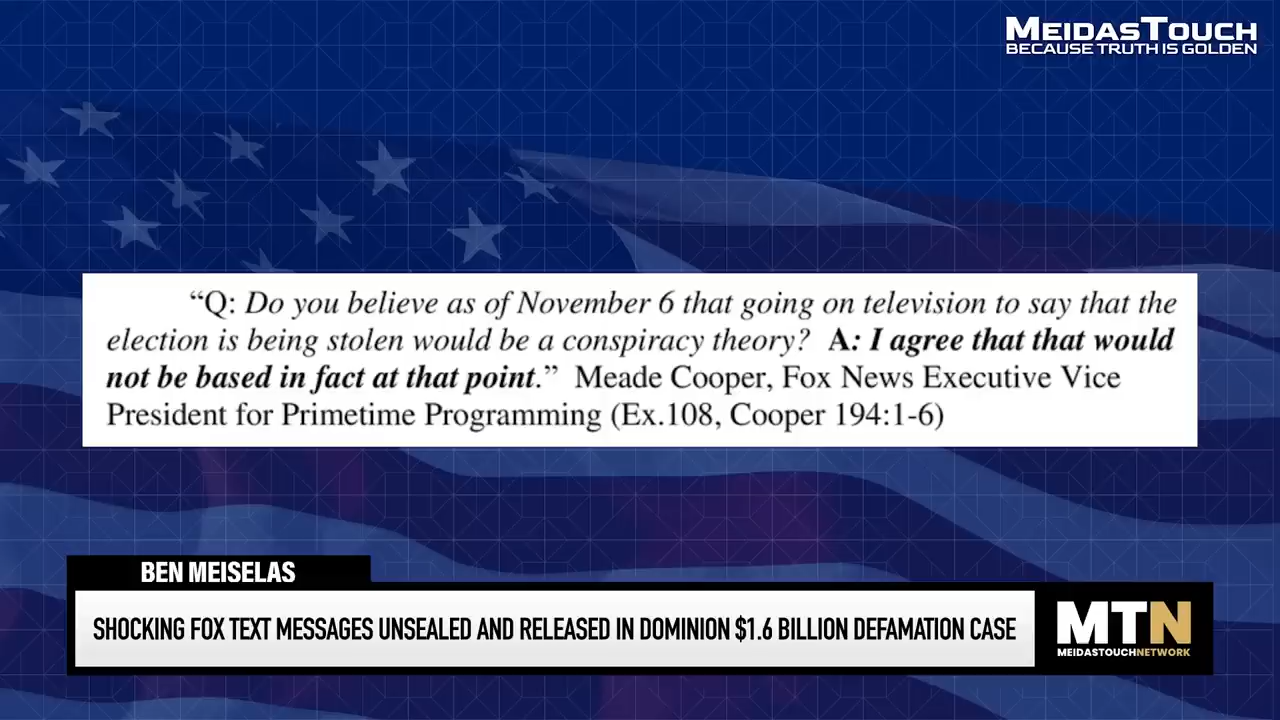 MEIDASTOUCH
BECAUSE TRUTH IS GOLDEN
“Q: Do you believe as of November 6 that going on television to say that the
election is being stolen would be a conspiracy theory? A: I agree that that would
not be based in fact at that point.” Meade Cooper, Fox News Executive Vice
President for Primetime Programming (Ex.108, Cooper 194:1-6)
BEN MEISELAS
SHOCKING FOX TEXT MESSAGES UNSEALED AND RELEASED IN DOMINION $1.6 BILLION DEFAMATION CASE
MTN
MEIDASTOUCHNETWORK